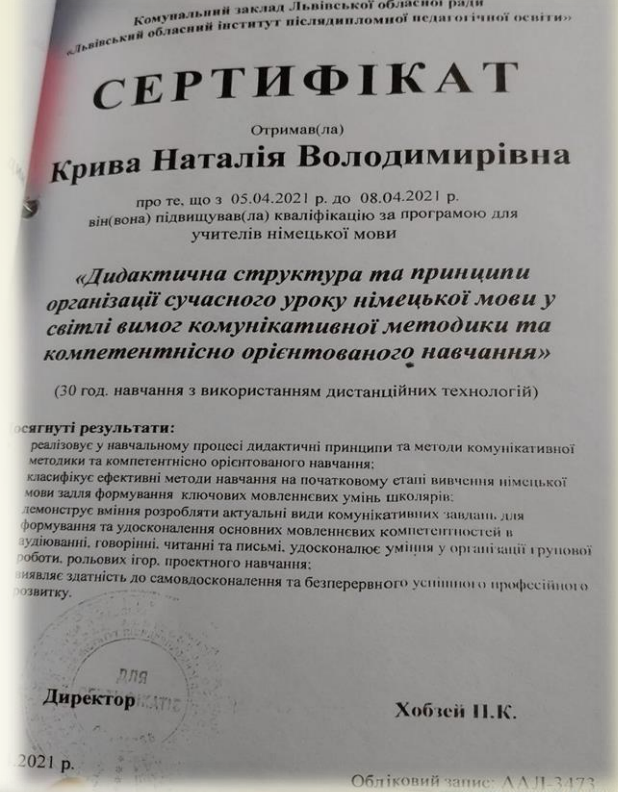 Комунальний заклад Львівської обласної ради
«Львівський обласний інститут післядипломної педагогічної освіти»
СЕРТИФІКАТ
Отримав(ла)
Крива Наталія Володимирівна
про те, що з 05.04.2021 р. до 08.04.2021 р.
він(вона) підвищував(ла) кваліфікацію за програмою для
учителів німецької мови
«Дидактична структура та принципи
організації сучасного уроку німецької мови у
світлі вимог комунікативної методики та
компетентнісно орієнтованого навчання»
(30 год. навчання з використанням дистанційних технологій)
осягнуті результати:
реалізовує у навчальному процесі дидактичні принципи та методи комунікативної
методики та компетентнісно орієнтованого навчання;
класифікує ефективні методи навчання на початковому етапі вивчення німецької
мови задля формування ключових мовленнєвих умінь школярів;
демонструє вміння розробляти актуальні види комунікативних завдань для
формування та удосконалення основних мовленнєвих компетентностей в
аудіюванні, говорінні, читанні та письмі, удосконалює уміння у організації групової
роботи, рольових ігор, проектного навчання;
виявляє здатність до самовдосконалення та безперервного успішного професійного
розвитку.
ДЛЯ
Директор
Хобзей П.К.
.2021 р.
Обліковий запис: ААЛ-3473